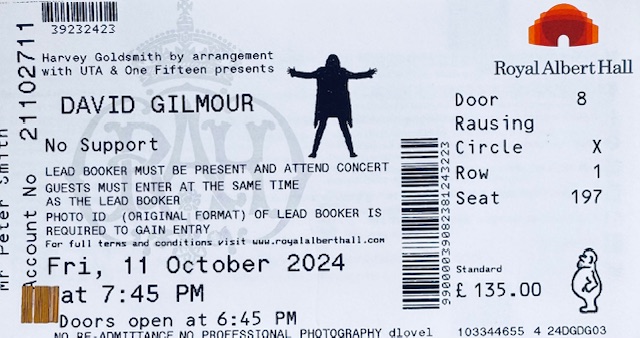 39232423
Harvey Goldsmith by arrangement
with UTA & One Fifteen presents
DAVID GILMOUR
No Support
LEAD BOOKER MUST BE PRESENT AND ATTEND CONCERT
GUESTS MUST ENTER AT THE SAME TIME
AS THE LEAD BOOKER
PHOTO ID (ORIGINAL FORMAT) OF LEAD BOOKER IS
REQUIRED TO GAIN ENTRY
For full terms and conditions visit www.royalalberthall.com
Fri, 11 October 2024
at 7:45 PM
Doors open at 6:45 PM
NO RE-ADMITTANCE NO PROFESSIONAL PHOTOGRAPHY dlovel
Mr Peter Smith
Account No 21102711
Royal Albert Hall
Door 8
Rausing
Circle X
Row 1
Seat 197
9900003909823812432​23
Standard
£ 135.00
103344655 4 24DGDG03